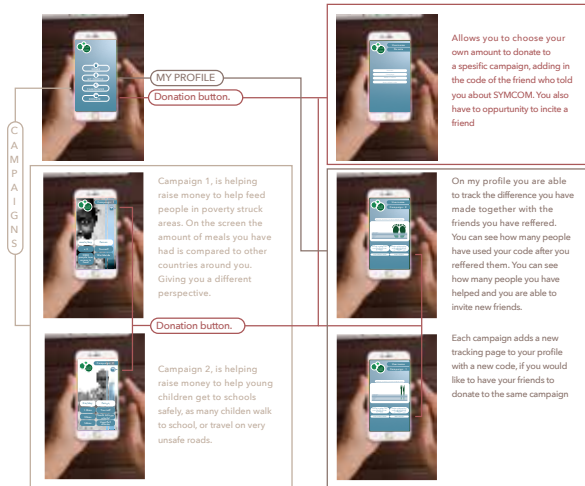 MY PROFILE
Donation button.
Allows you to choose your
own amount to donate to
a spesific campaign, adding in
the code of the friend who told
you about SYMCOM. You also
have to oppurtunity to incite a
friend
C
A
M
P
A
I
G
N
S
Campaign 1, is helping
raise money to help feed
people in poverty struck
areas. On the screen the
amount of meals you have
had is compared to other
countries around you.
Giving you a different
perspective.
On my profile you are able
to track the difference you have
made together with the
friends you have reffered.
You can see how many people
have used your code after you
reffered them. You can see
how many people you have
helped and you are able to
invite new friends.
Donation button.
Campaign 2, is helping
raise money to help young
children get to schools
safely, as many childen walk
to school, or travel on very
unsafe roads.
Each campaign adds a new
tracking page to your profile
with a new code, if you would
like to have your friends to
donate to the same campaign